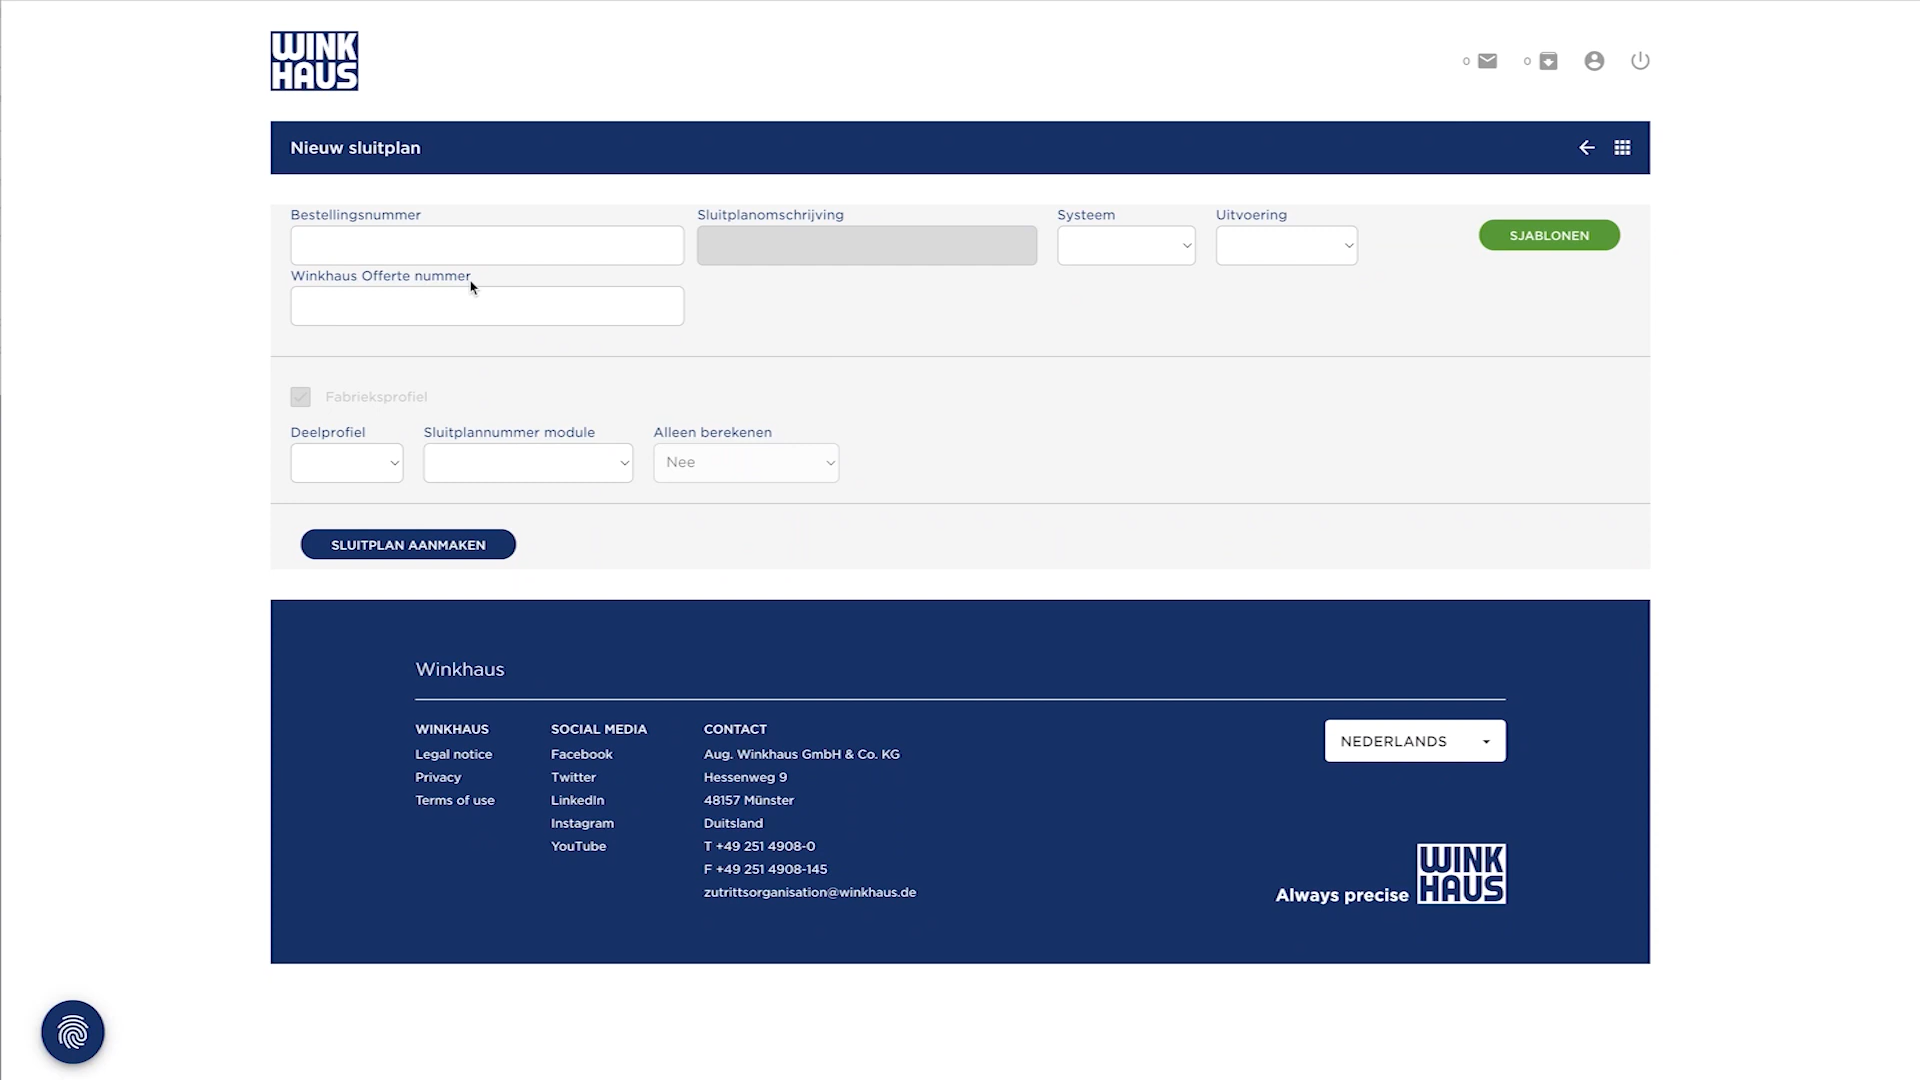 WINK
HAUS
0
0
Nieuw sluitplan
Bestellingsnummer
Sluitplanomschrijving
Systeem
Uitvoering
SJABLONEN
Winkhaus Offerte nummer
Fabrieksprofiel
Deelprofiel
Sluitplannummer module
Alleen berekenen
Nee
SLUITPLAN AANMAKEN
Winkhaus
WINKHAUS
Legal notice
Privacy
Terms of use
SOCIAL MEDIA
Facebook
Twitter
LinkedIn
Instagram
YouTube
CONTACT
Aug. Winkhaus GmbH & Co. KG
Hessenweg 9
48157 Münster
Duitsland
T +49 251 4908-0
F +49 251 4908-145
zutrittsorganisation@winkhaus.de
NEDERLANDS
Always precise
WINK
HAUS